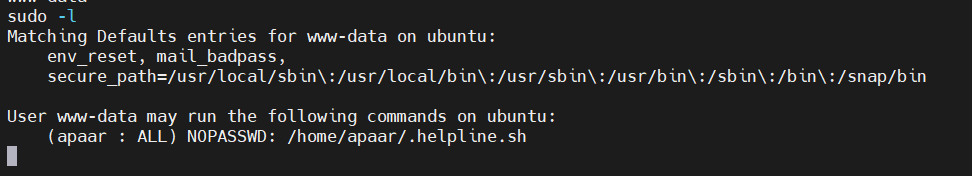 www-data
sudo -l
Matching Defaults entries for www-data on ubuntu:
env_reset, mail_badpass,
secure_path=/usr/local/sbin\:/usr/local/bin\:/usr/sbin\:/usr/bin\:/sbin\:/bin\:/snap/bin
User www-data may run the following commands on ubuntu:
(apaar : ALL) NOPASSWD: /home/apaar/.helpline.sh